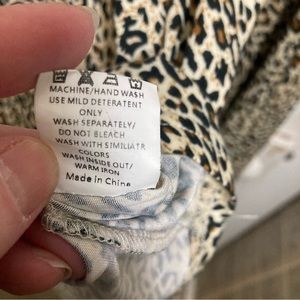 MACHINE/HAND WASH
USE MILD DETERATENT
ONLY
WASH SEPARATELY/
DO NOT BLEACH
WASH WITH SIMILIATR
COLORS
WASH INSIDE OUT/
WARM IRON
Made in China